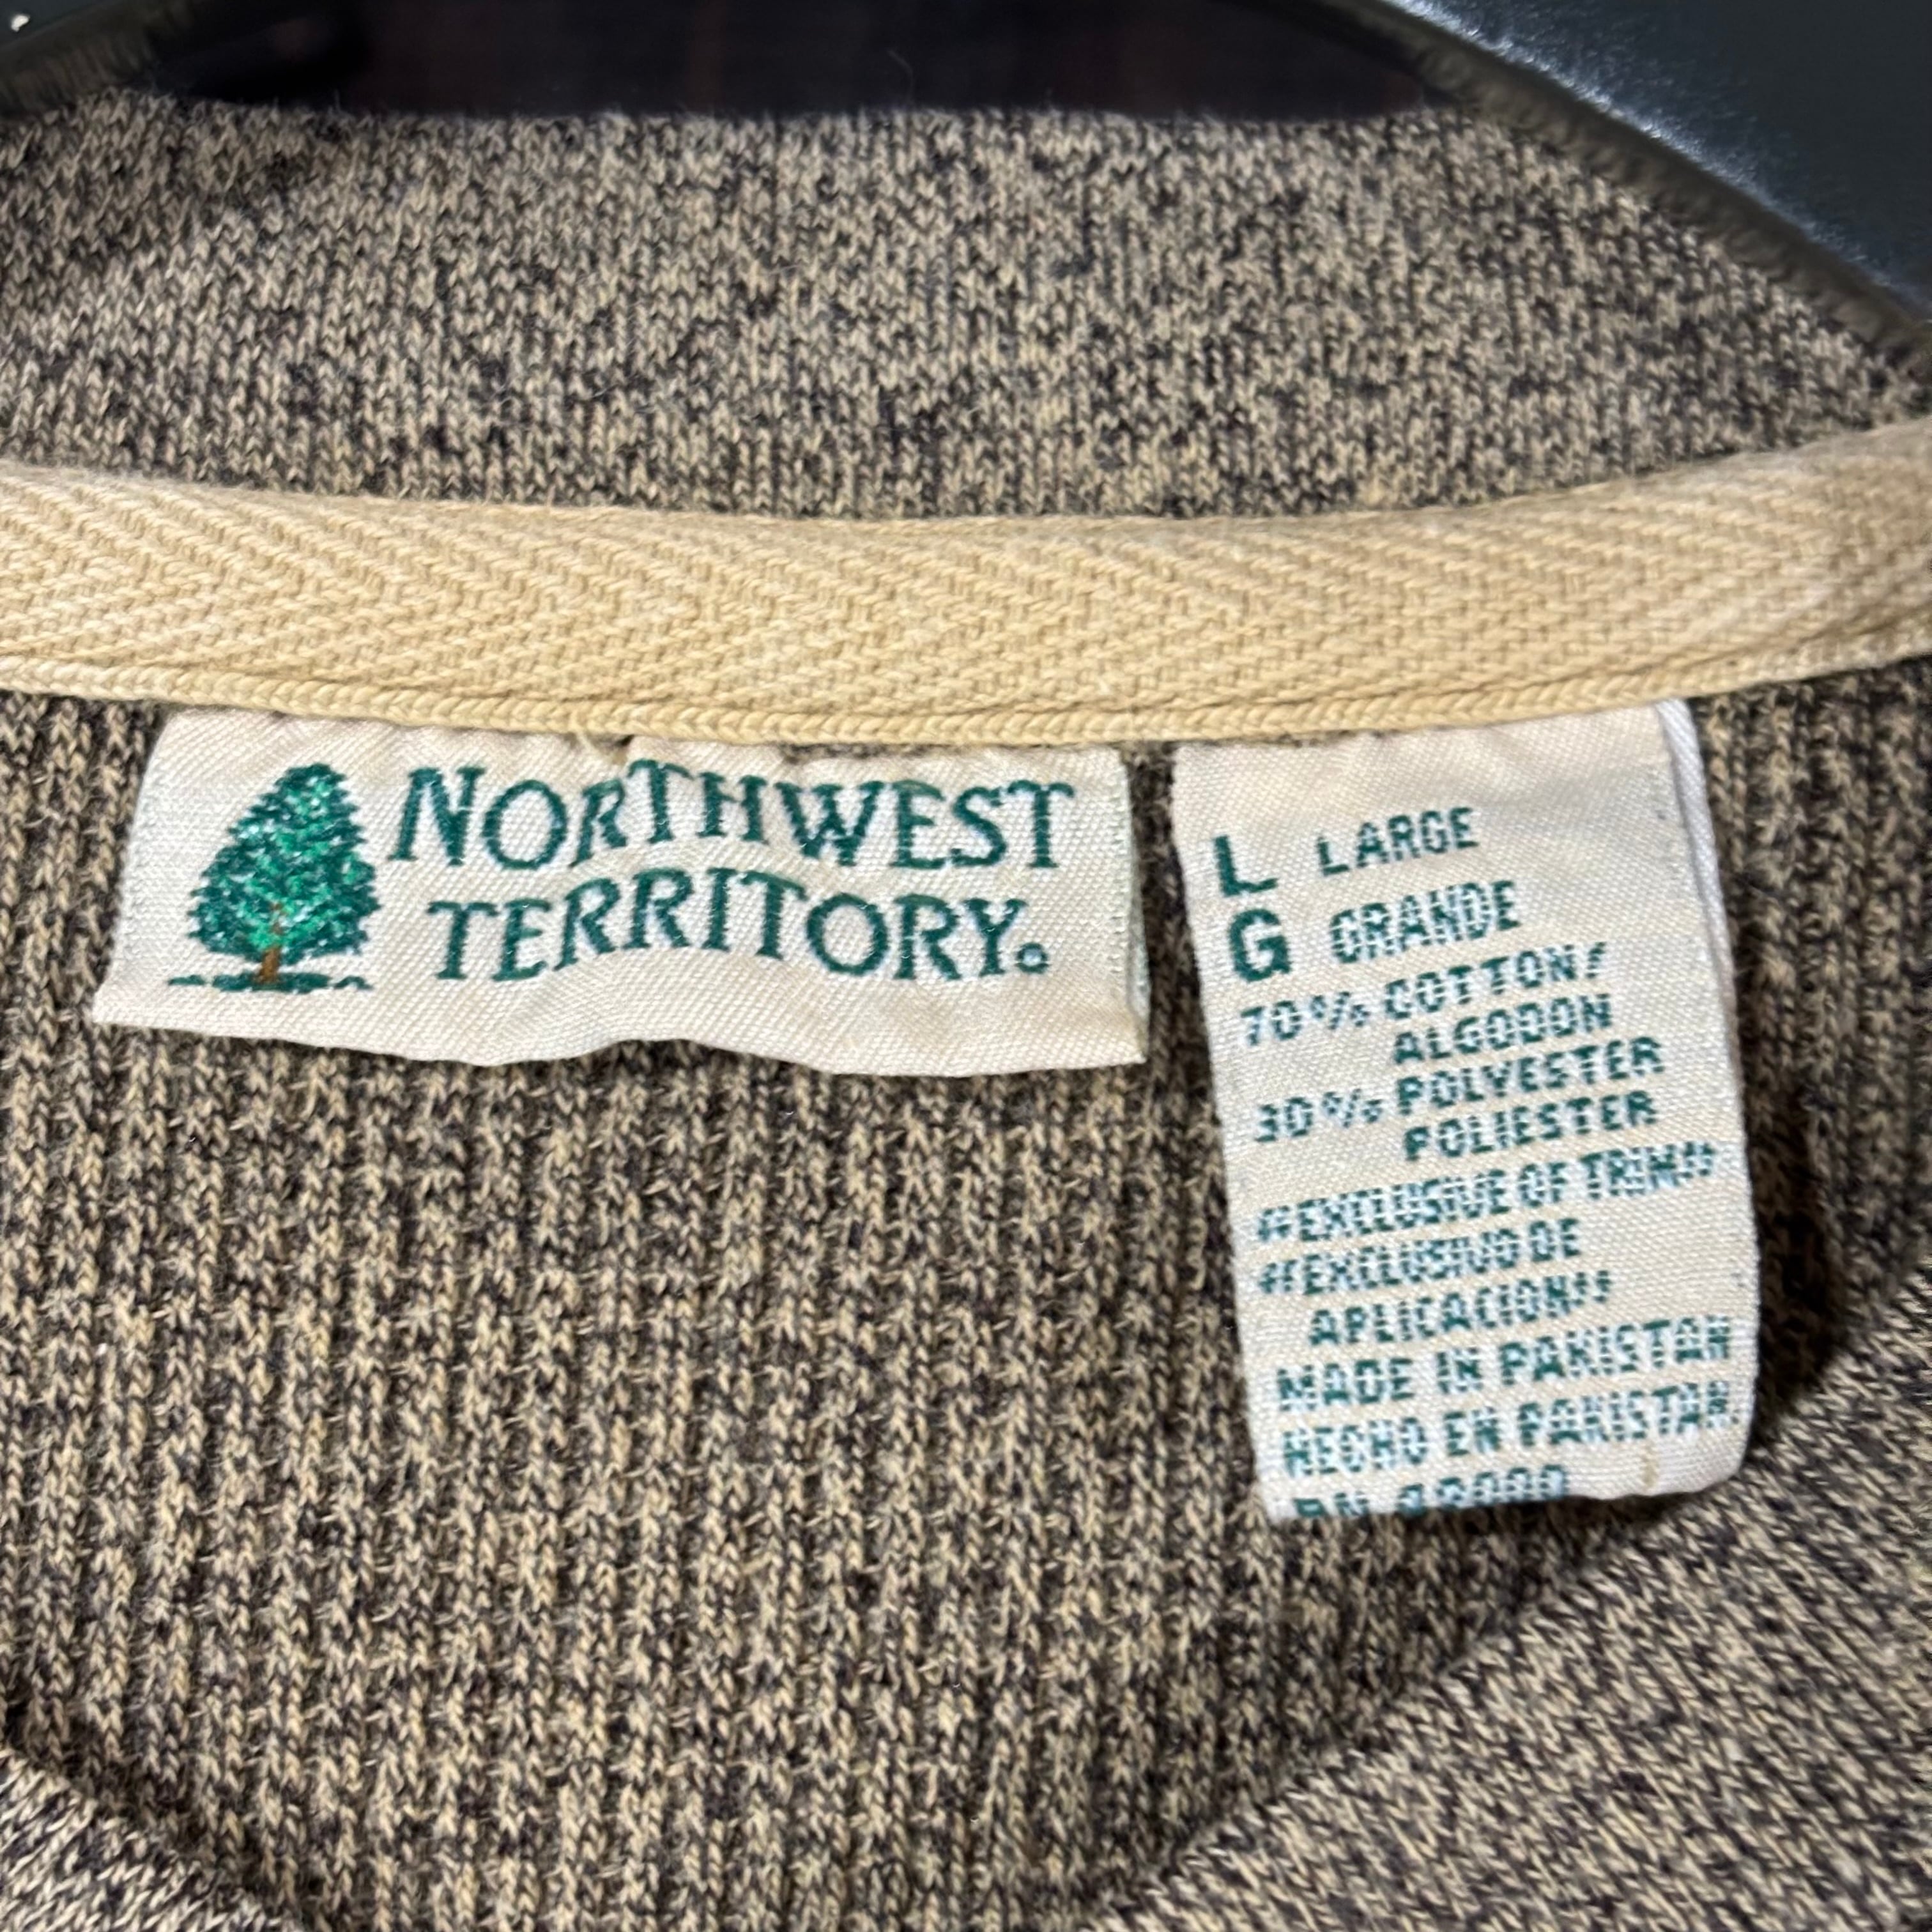 NORTHWEST
TERRITORY®
L LARGE
G GRANDE
70% COTTON/
ALGODON
30% POLYESTER
POLIESTER
"EXCLUSIVE OF TRIM"
"EXCLUSIVO DE
APLICACION"
MADE IN PAKISTAN
HECHO EN PAKISTAN
RN